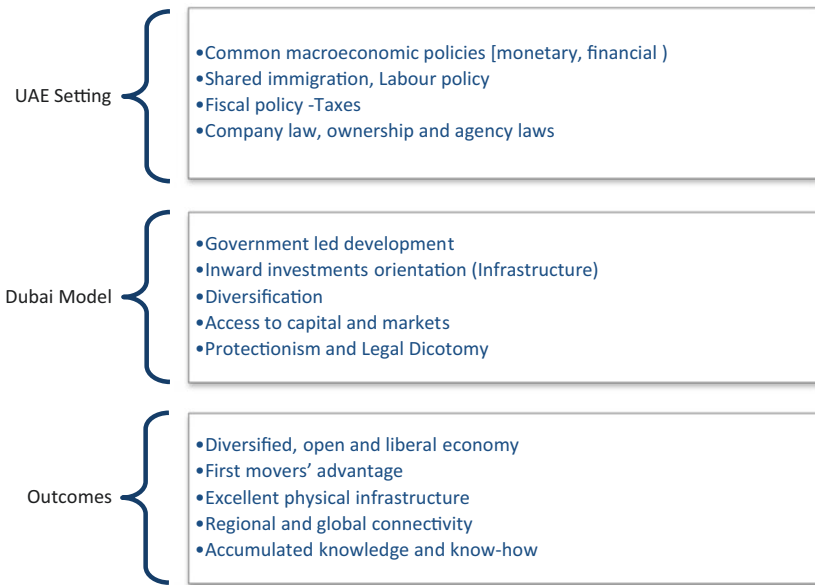 UAE Setting
•Common macroeconomic policies [monetary, financial )
•Shared immigration, Labour policy
•Fiscal policy -Taxes
•Company law, ownership and agency laws
Dubai Model
•Government led development
•Inward investments orientation (Infrastructure)
•Diversification
•Access to capital and markets
•Protectionism and Legal Dicotomy
Outcomes
•Diversified, open and liberal economy
•First movers’ advantage
•Excellent physical infrastructure
•Regional and global connectivity
•Accumulated knowledge and know-how